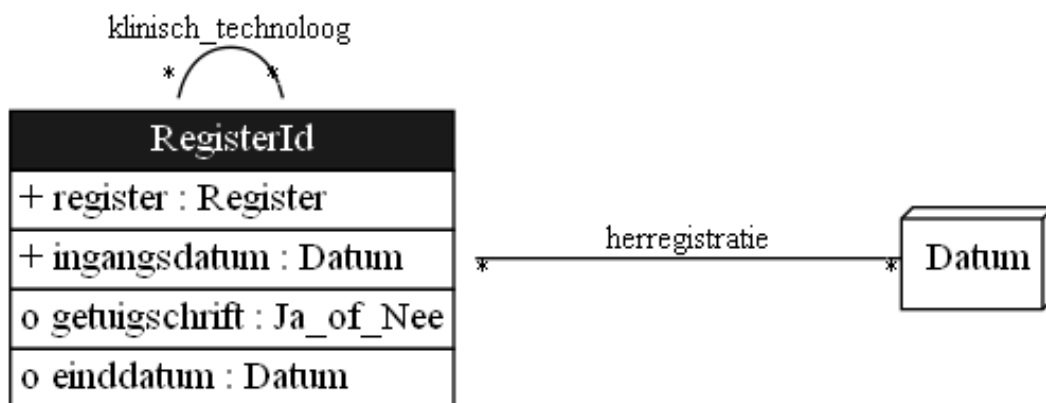 klinisch_technoloog
* *
RegisterId
+ register : Register
+ ingangsdatum : Datum
o getuigschrift : Ja_of_Nee
o einddatum : Datum
* herregistratie *
Datum